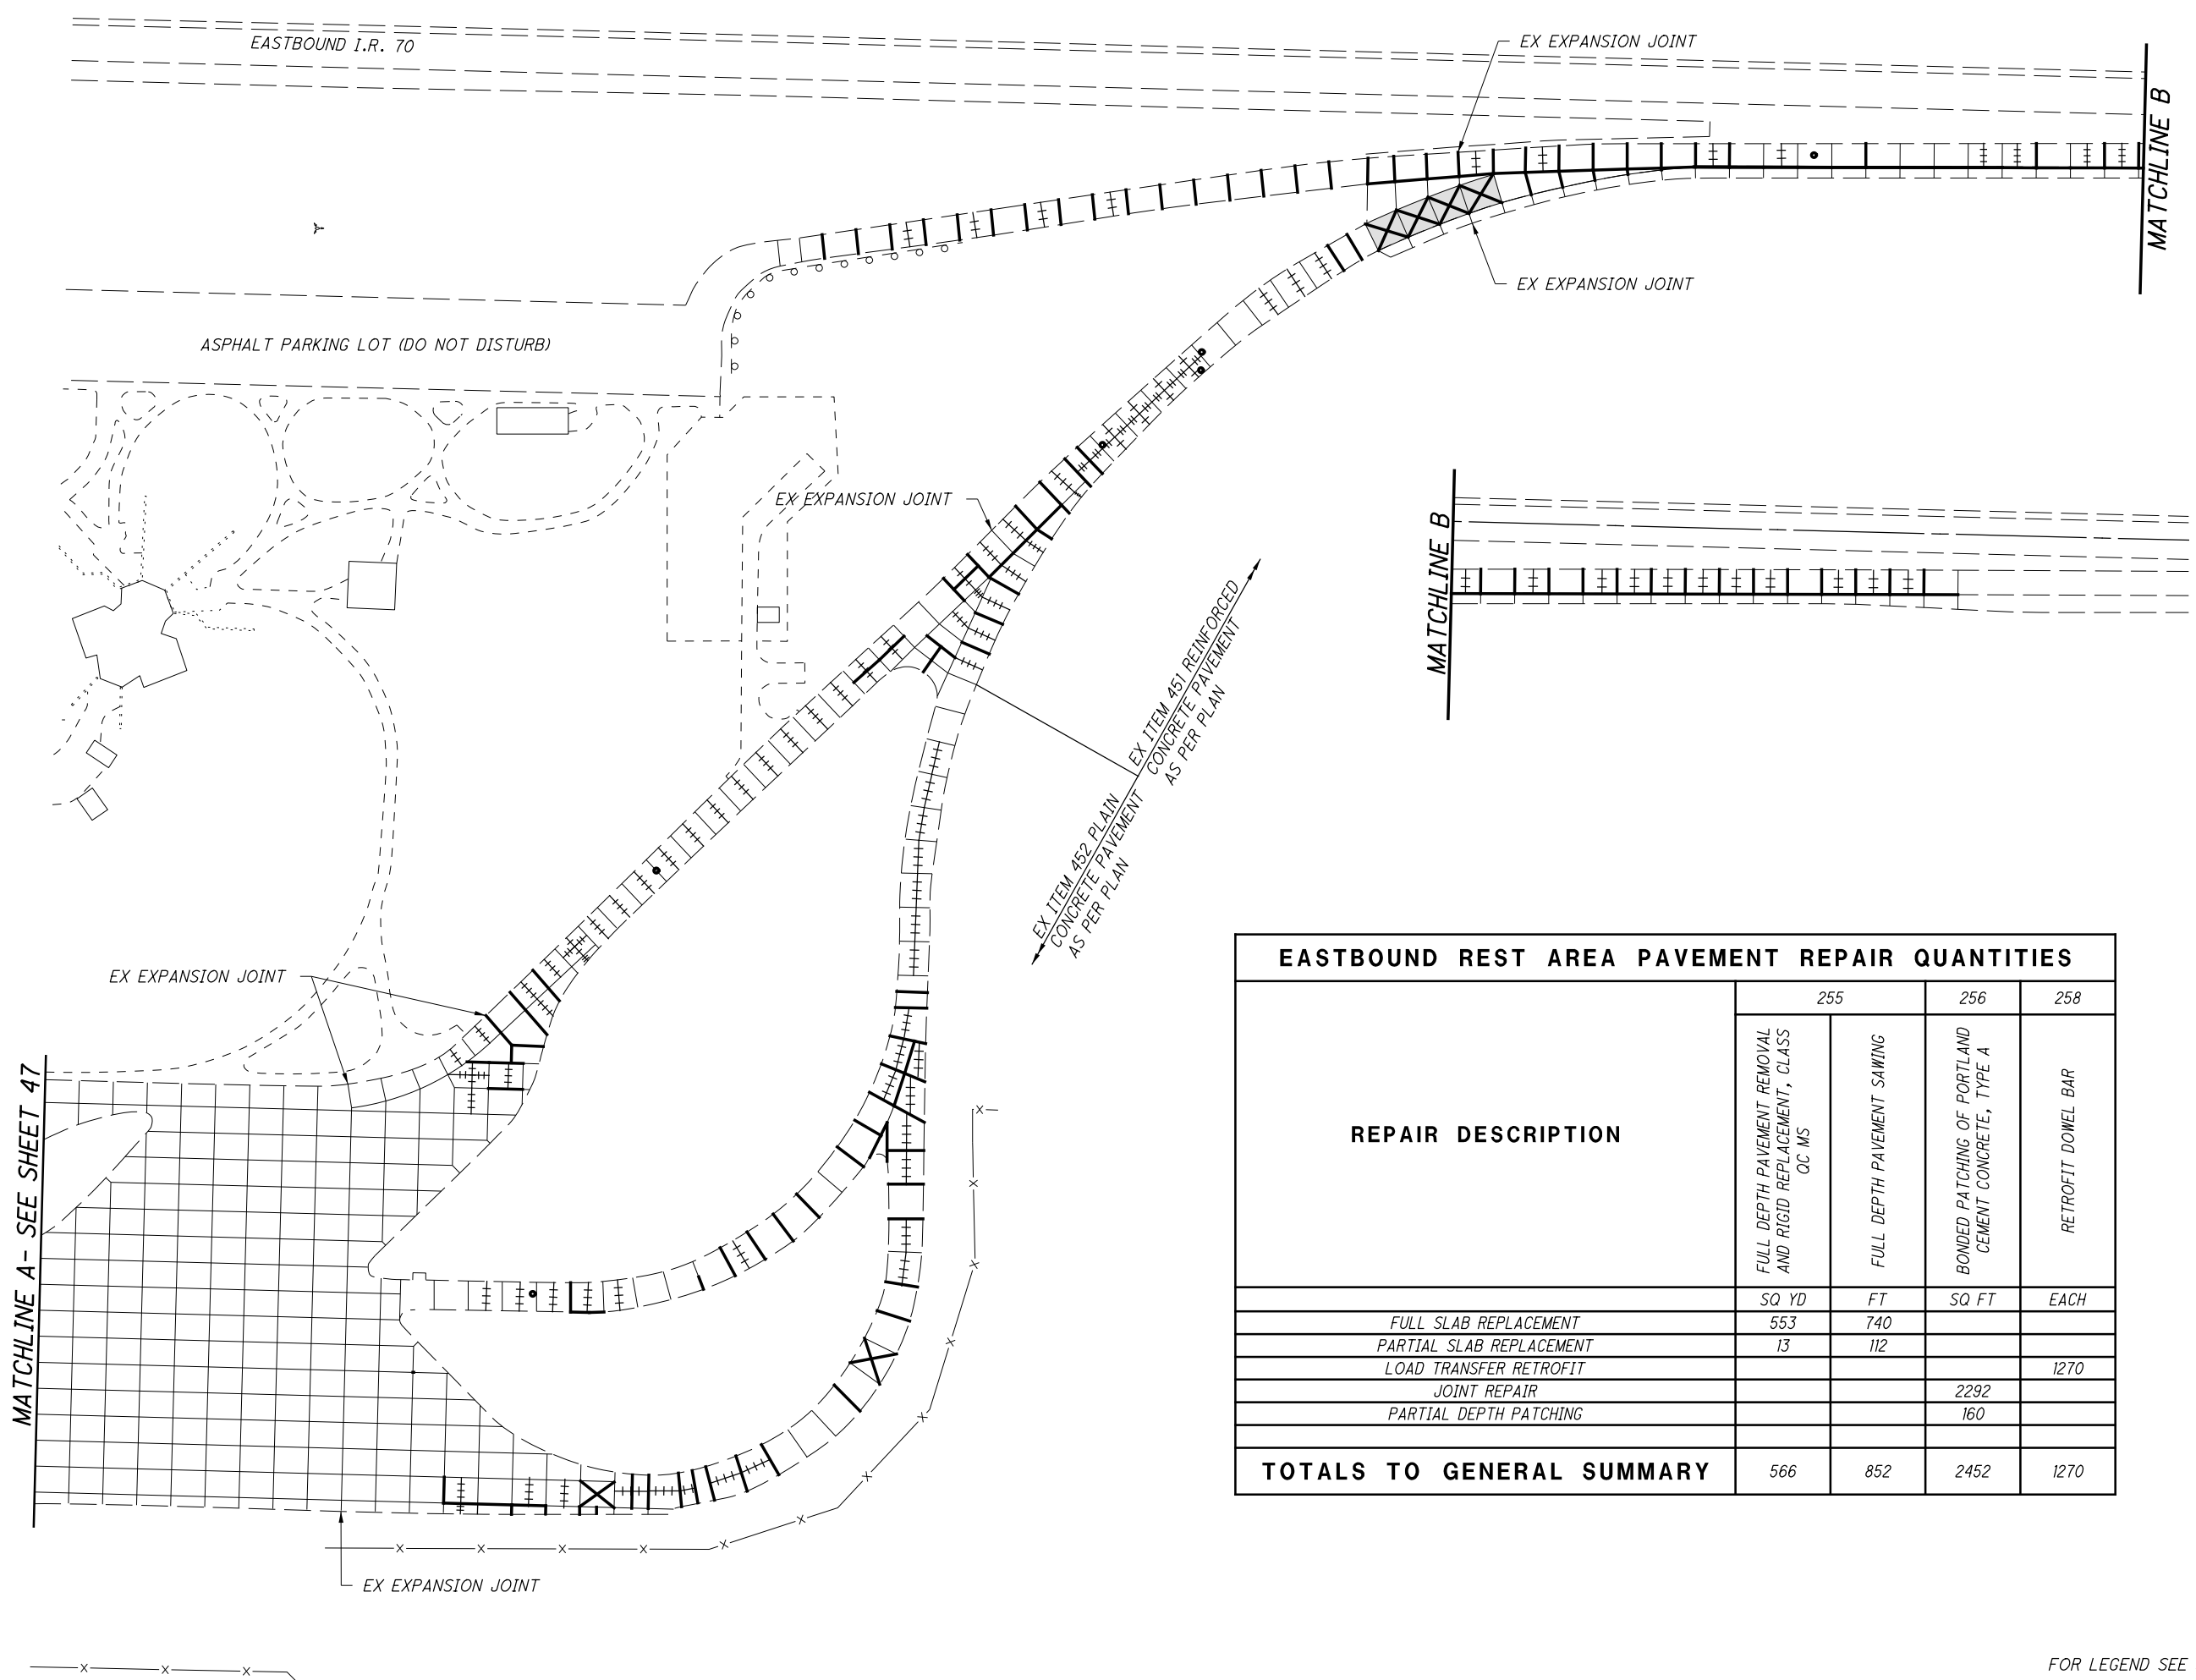 EASTBOUND I.R. 70
EX EXPANSION JOINT
MATCHLINE B
EX EXPANSION JOINT
ASPHALT PARKING LOT (DO NOT DISTURB)
EX EXPANSION JOINT
MATCHLINE B
EX ITEM 451 REINFORCED
CONCRETE PAVEMENT
AS PER PLAN
EX ITEM 452 PLAIN
CONCRETE PAVEMENT
AS PER PLAN
EX EXPANSION JOINT
MATCHLINE A - SEE SHEET 47
EX EXPANSION JOINT
EASTBOUND REST AREA PAVEMENT REPAIR QUANTITIES
255 256 258
REPAIR DESCRIPTION
FULL DEPTH PAVEMENT REMOVAL
AND RIGID REPLACEMENT, CLASS
QC MS
FULL DEPTH PAVEMENT SAWING
BONDED PATCHING OF PORTLAND
CEMENT CONCRETE, TYPE A
RETROFIT DOWEL BAR
SQ YD FT SQ FT EACH
FULL SLAB REPLACEMENT 553 740
PARTIAL SLAB REPLACEMENT 13 112
LOAD TRANSFER RETROFIT 1270
JOINT REPAIR 2292
PARTIAL DEPTH PATCHING 160
TOTALS TO GENERAL SUMMARY 566 852 2452 1270
FOR LEGEND SEE